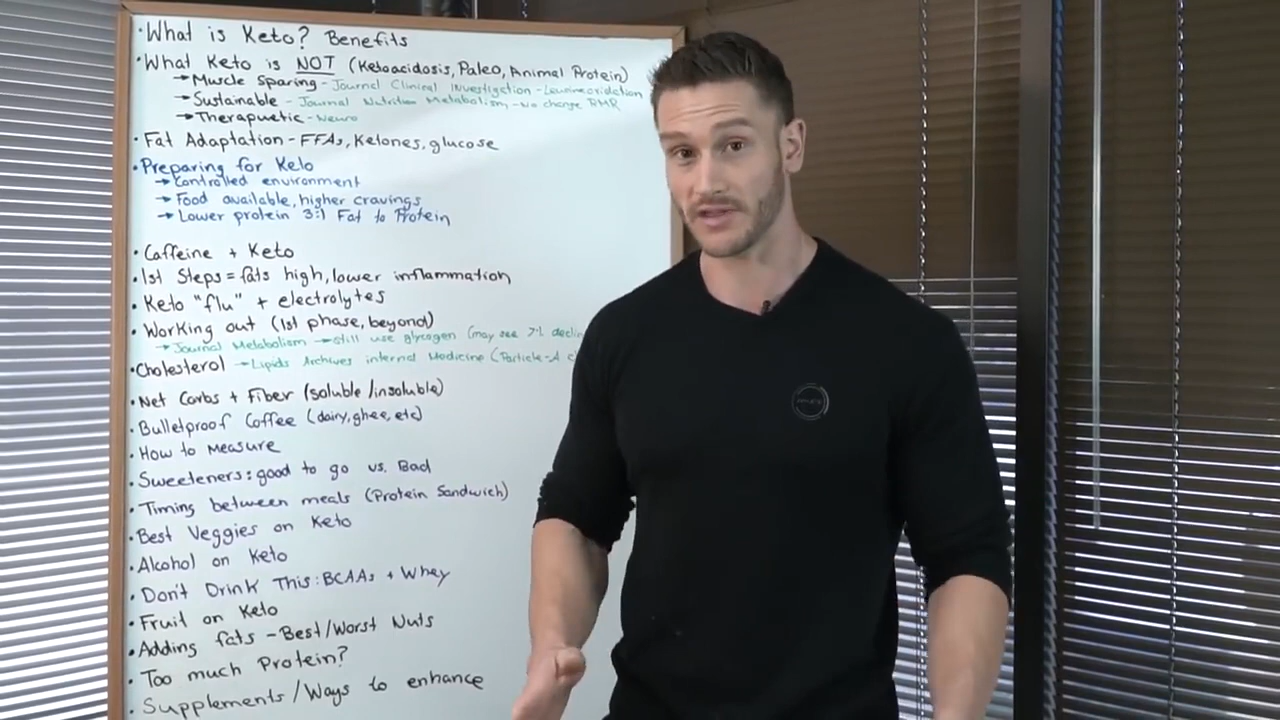 • What is Keto? Benefits
• What Keto is NOT (Ketoacidosis, Paleo, Animal Protein)
→ Muscle Sparing - Journal Clinical Investigation - Leucine oxidation
→ Sustainable - Journal Nutrition Metabolism - No change RMR
→ Therapuetic - Neuro
• Fat Adaptation - FFAs, Ketones, glucose
• Preparing for Keto
→ Controlled environment
→ Food available, higher cravings
→ Lower protein 3:1 Fat to Protein
• Caffeine + Keto
• 1st Steps = fats high, lower inflammation
• Keto "flu" + electrolytes
• Working out (1st phase, beyond)
→ Journal Metabolism → still use glycogen (may see
• Cholesterol → Lipids Archives internal Medicine (Particle-A
• Net Carbs + Fiber (soluble/insoluble)
• Bulletproof Coffee (dairy, ghee, etc)
• How to measure
• Sweeteners: good to go vs. Bad
• Timing between meals (Protein Sandwich)
• Best Veggies on Keto
• Alcohol on Keto
• Don't Drink This: BCAAs + Whey
• Fruit on Keto
• Adding fats - Best/Worst Nuts
• Too much Protein?
• Supplements/Ways to enhance